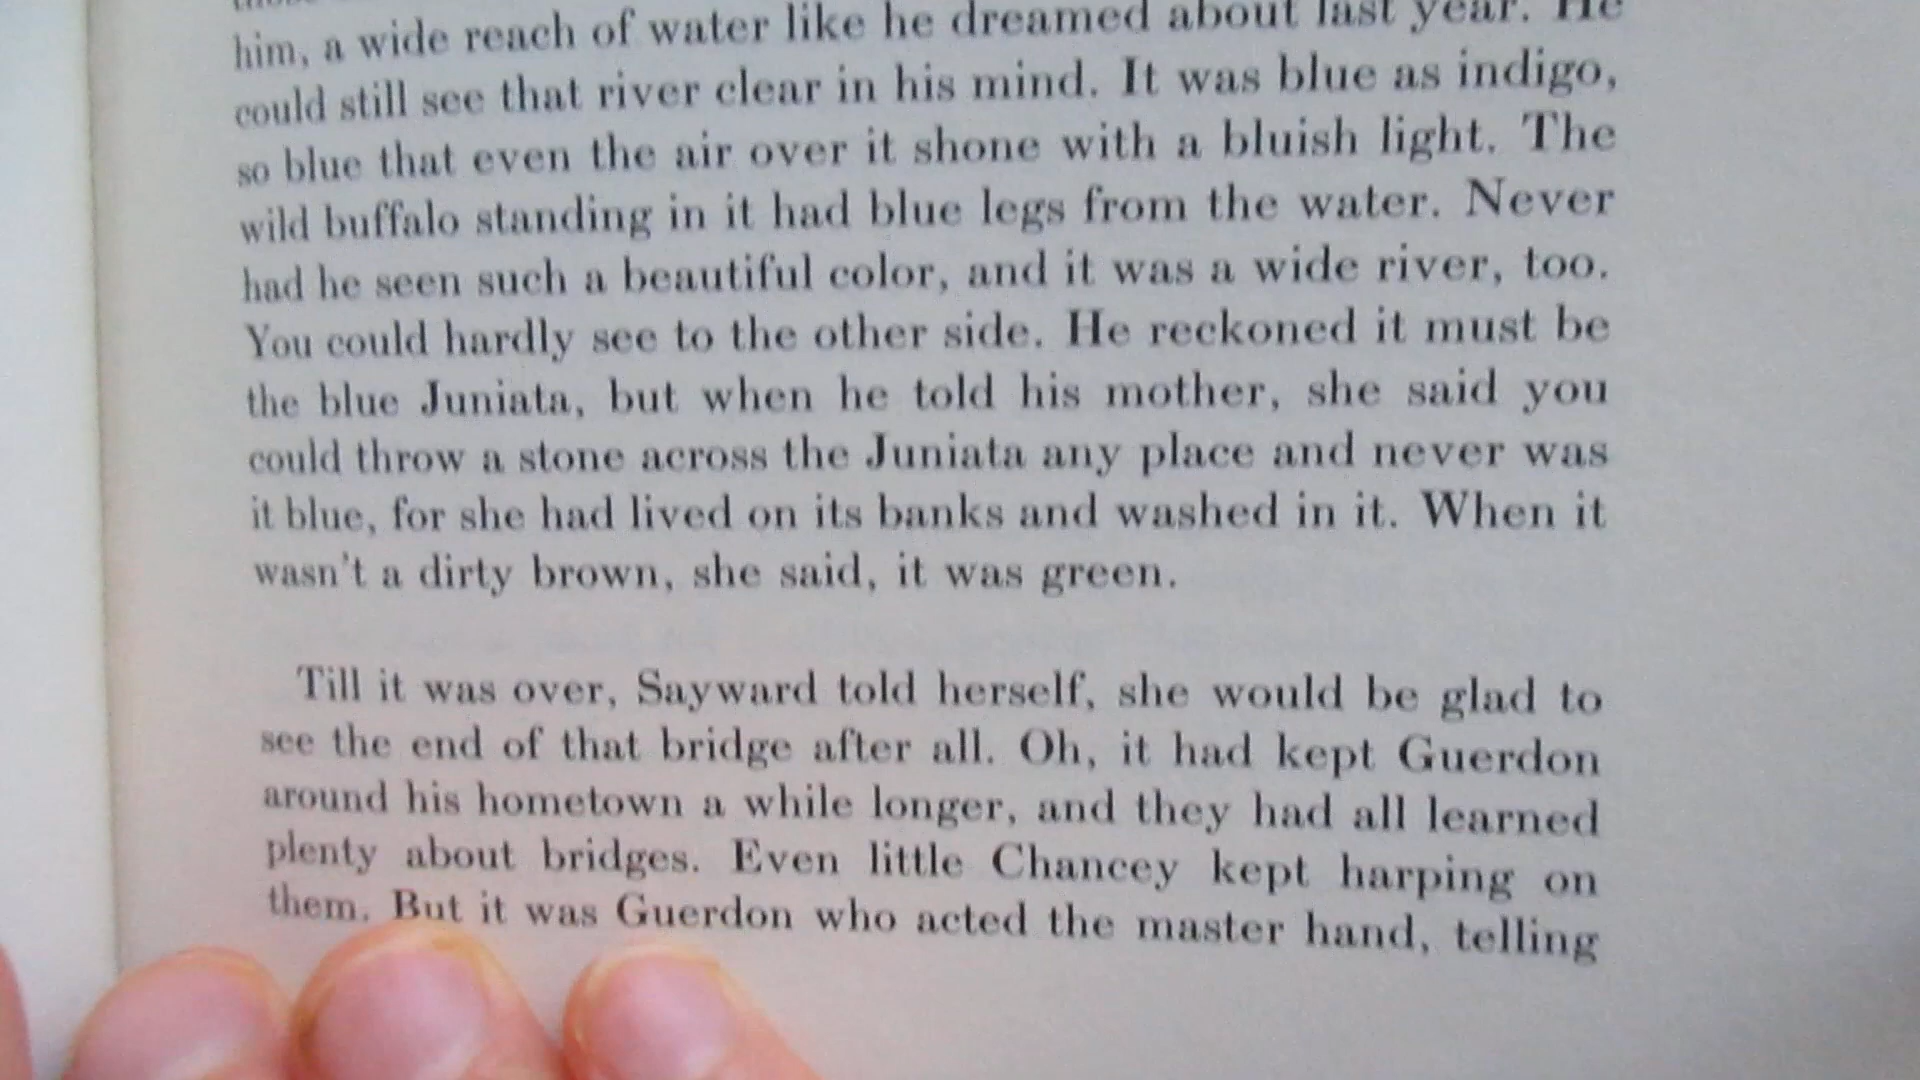 him, a wide reach of water like he dreamed about last year. He
could still see that river clear in his mind. It was blue as indigo,
so blue that even the air over it shone with a bluish light. The
wild buffalo standing in it had blue legs from the water. Never
had he seen such a beautiful color, and it was a wide river, too.
You could hardly see to the other side. He reckoned it must be
the blue Juniata, but when he told his mother, she said you
could throw a stone across the Juniata any place and never was
it blue, for she had lived on its banks and washed in it. When it
wasn't a dirty brown, she said, it was green.
Till it was over, Sayward told herself, she would be glad to
see the end of that bridge after all. Oh, it had kept Guerdon
around his hometown a while longer, and they had all learned
plenty about bridges. Even little Chancey kept harping on
them. But it was Guerdon who acted the master hand, telling